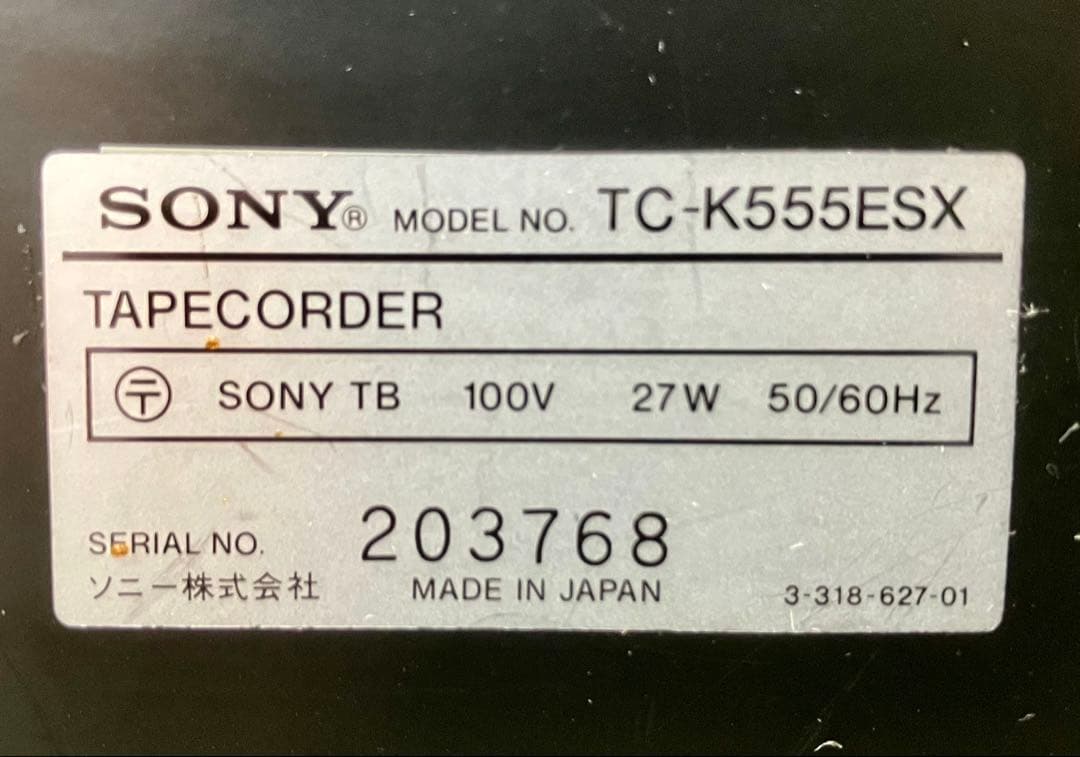 SONY® MODEL NO. TC-K555ESX
TAPECORDER
〒 SONY TB 100V 27W 50/60Hz
SERIAL NO. 203768
ソニー株式会社 MADE IN JAPAN 3-318-627-01